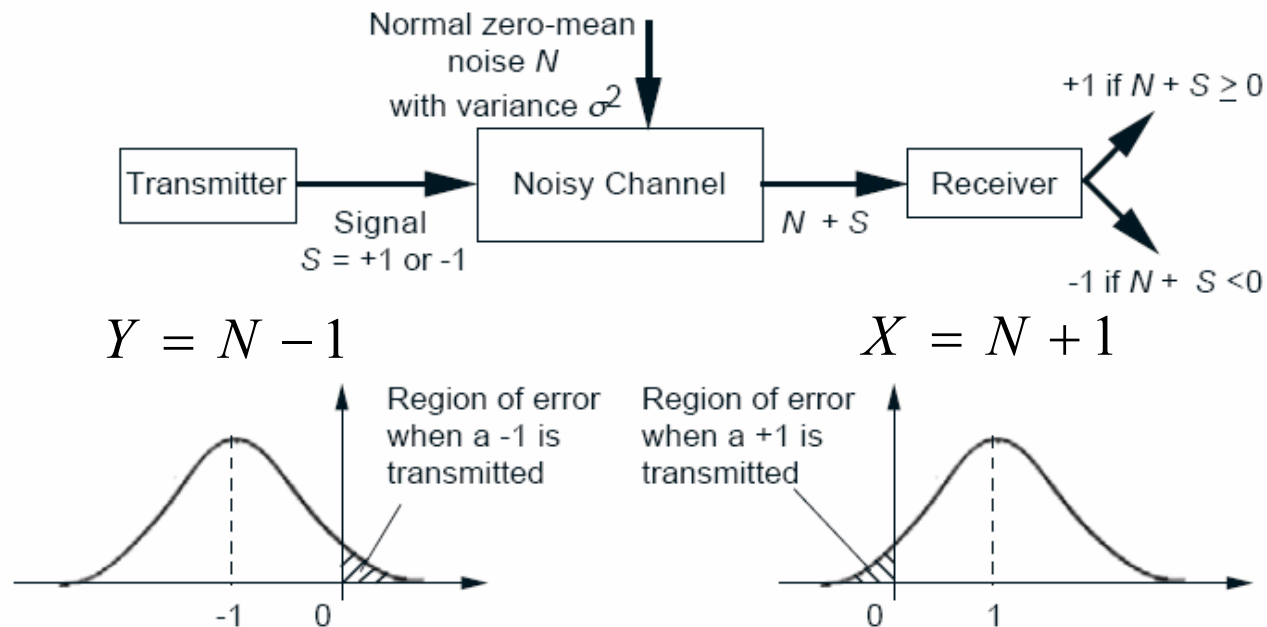 Normal zero-mean
noise N
with variance σ²
+1 if N + S ≥ 0
Transmitter
Noisy Channel
Receiver
Signal
S = +1 or -1
N + S
-1 if N + S <0
Y = N − 1
X = N + 1
Region of error
when a -1 is
transmitted
Region of error
when a +1 is
transmitted
-1 0
0 1